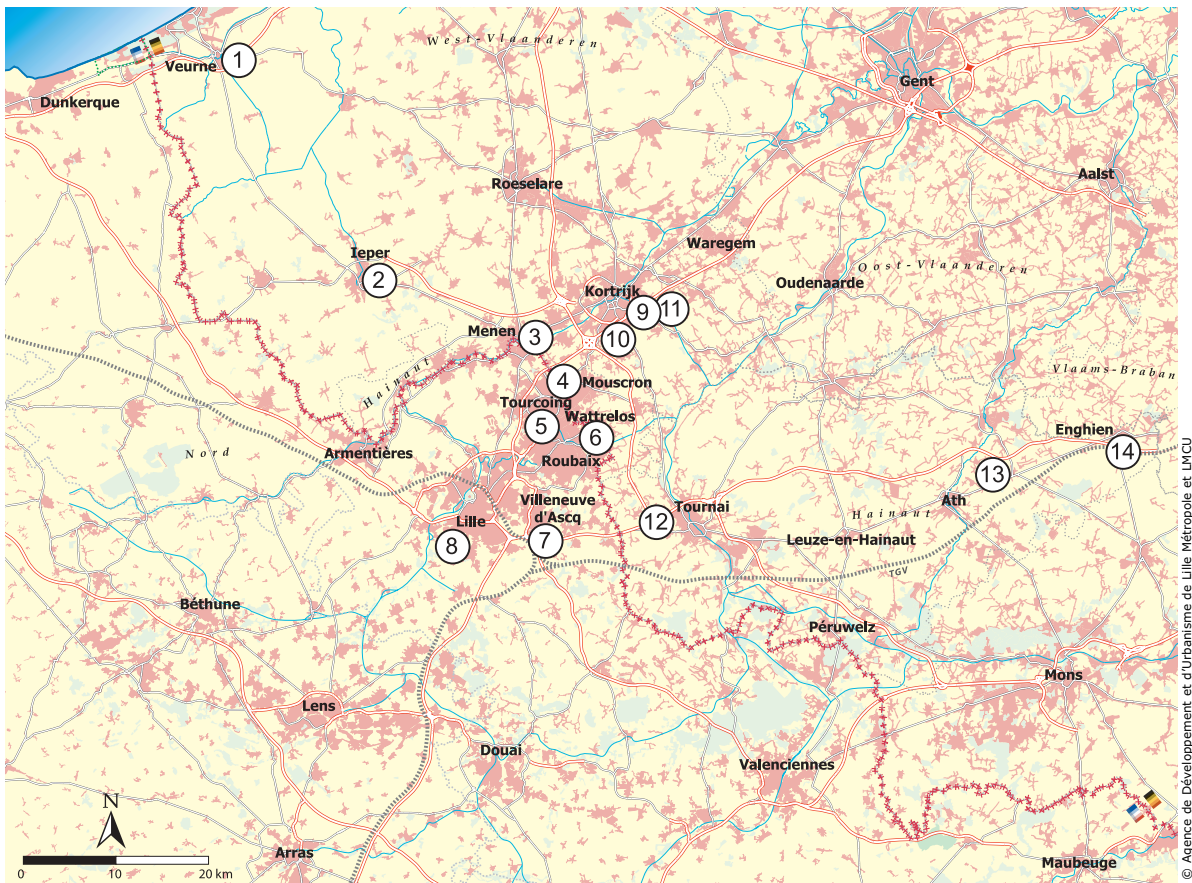 West-Vlaanderen
Gent
Veurne
1
Dunkerque
Aalst
Roeselare
Waregem
Ieper
2
Oost-Vlaanderen
Oudenaarde
Kortrijk
9
11
Menen
3
10
Hainaut
4
Mouscron
Vlaams-Braban
Tourcoing
5
Wattrelos
6
Enghien
14
Nord
Armentières
Roubaix
13
Ath
Villeneuve
d'Ascq
7
Lille
8
12
Tournai
Hainaut
Leuze-en-Hainaut
TGV
Béthune
Péruwelz
Mons
Lens
Douai
Valenciennes
N
0 10 20 km
Arras
Maubeuge
© Agence de Développement et d'Urbanisme de Lille Métropole et LMCU